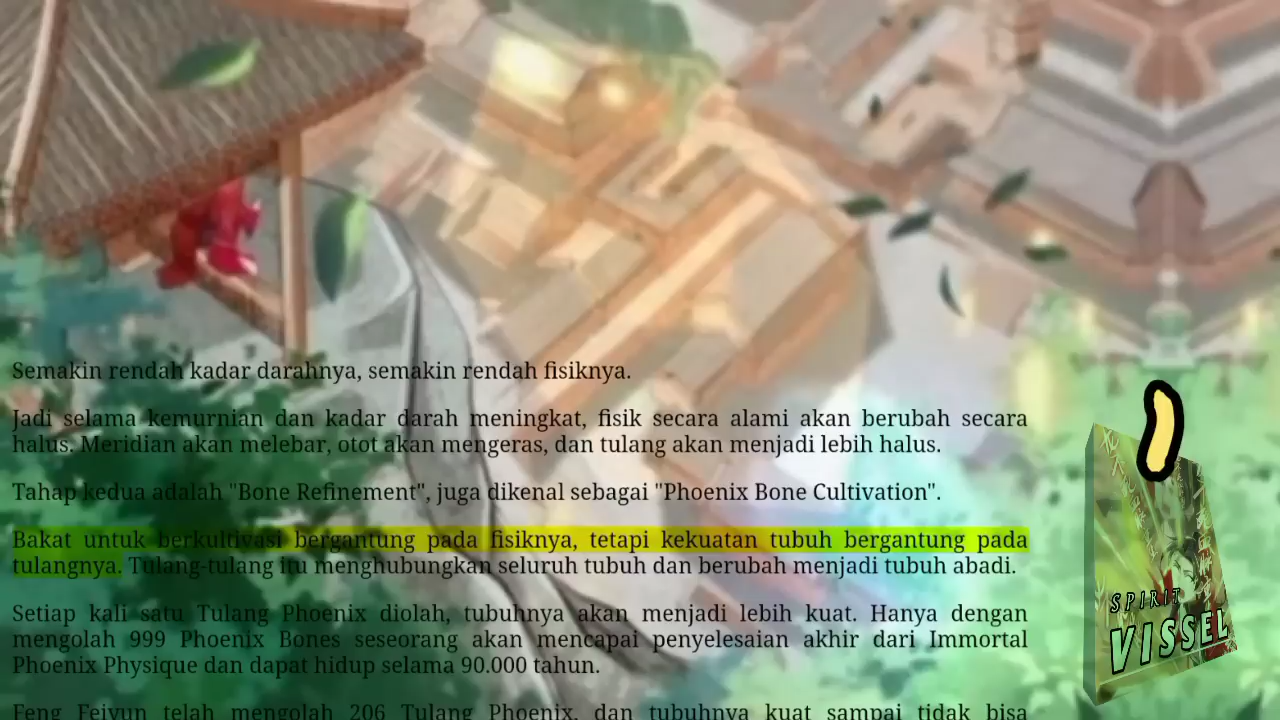 Semakin rendah kadar darahnya, semakin rendah fisiknya.
Jadi selama kemurnian dan kadar darah meningkat, fisik secara alami akan berubah secara
halus. Meridian akan melebar, otot akan mengeras, dan tulang akan menjadi lebih halus.
Tahap kedua adalah "Bone Refinement", juga dikenal sebagai "Phoenix Bone Cultivation".
Bakat untuk berkultivasi bergantung pada fisiknya, tetapi kekuatan tubuh bergantung pada
tulangnya. Tulang-tulang itu menghubungkan seluruh tubuh dan berubah menjadi tubuh abadi.
Setiap kali satu Tulang Phoenix diolah, tubuhnya akan menjadi lebih kuat. Hanya dengan
mengolah 999 Phoenix Bones seseorang akan mencapai penyelesaian akhir dari Immortal
Phoenix Physique dan dapat hidup selama 90.000 tahun.
Feng Feiyun telah mengolah 206 Tulang Phoenix, dan tubuhnya kuat sampai tidak bisa
SPIRIT
VISSEL